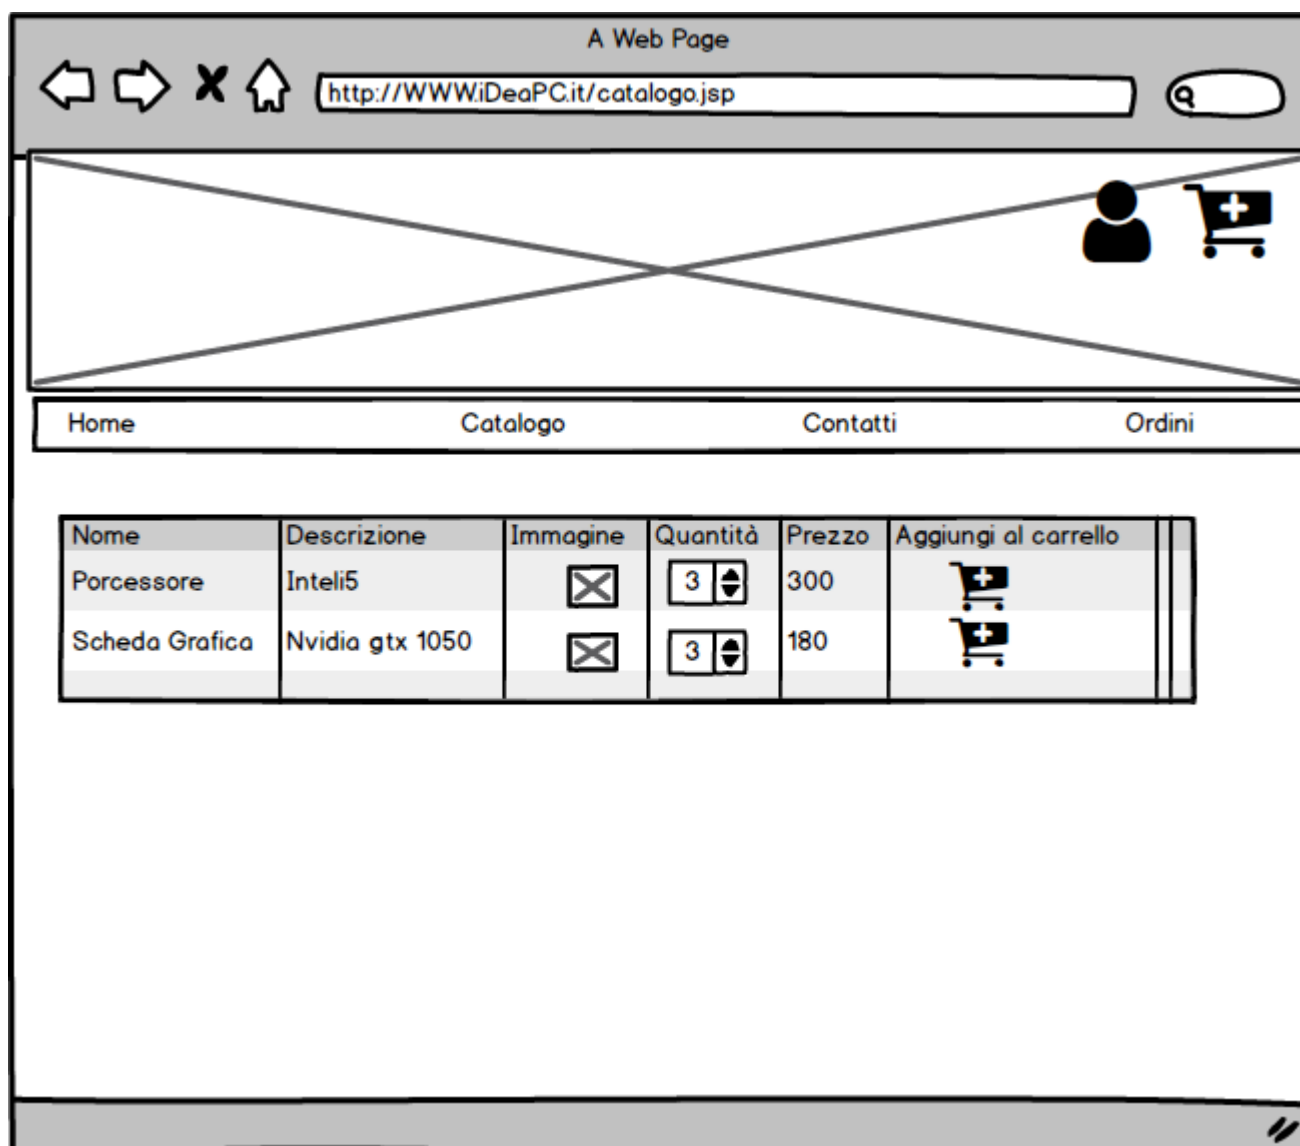 A Web Page
http://WWW.iDeaPC.it/catalogo.jsp
Home Catalogo Contatti Ordini
Nome Descrizione Immagine Quantità Prezzo Aggiungi al carrello
Porcessore Inteli5 3 300
Scheda Grafica Nvidia gtx 1050 3 180